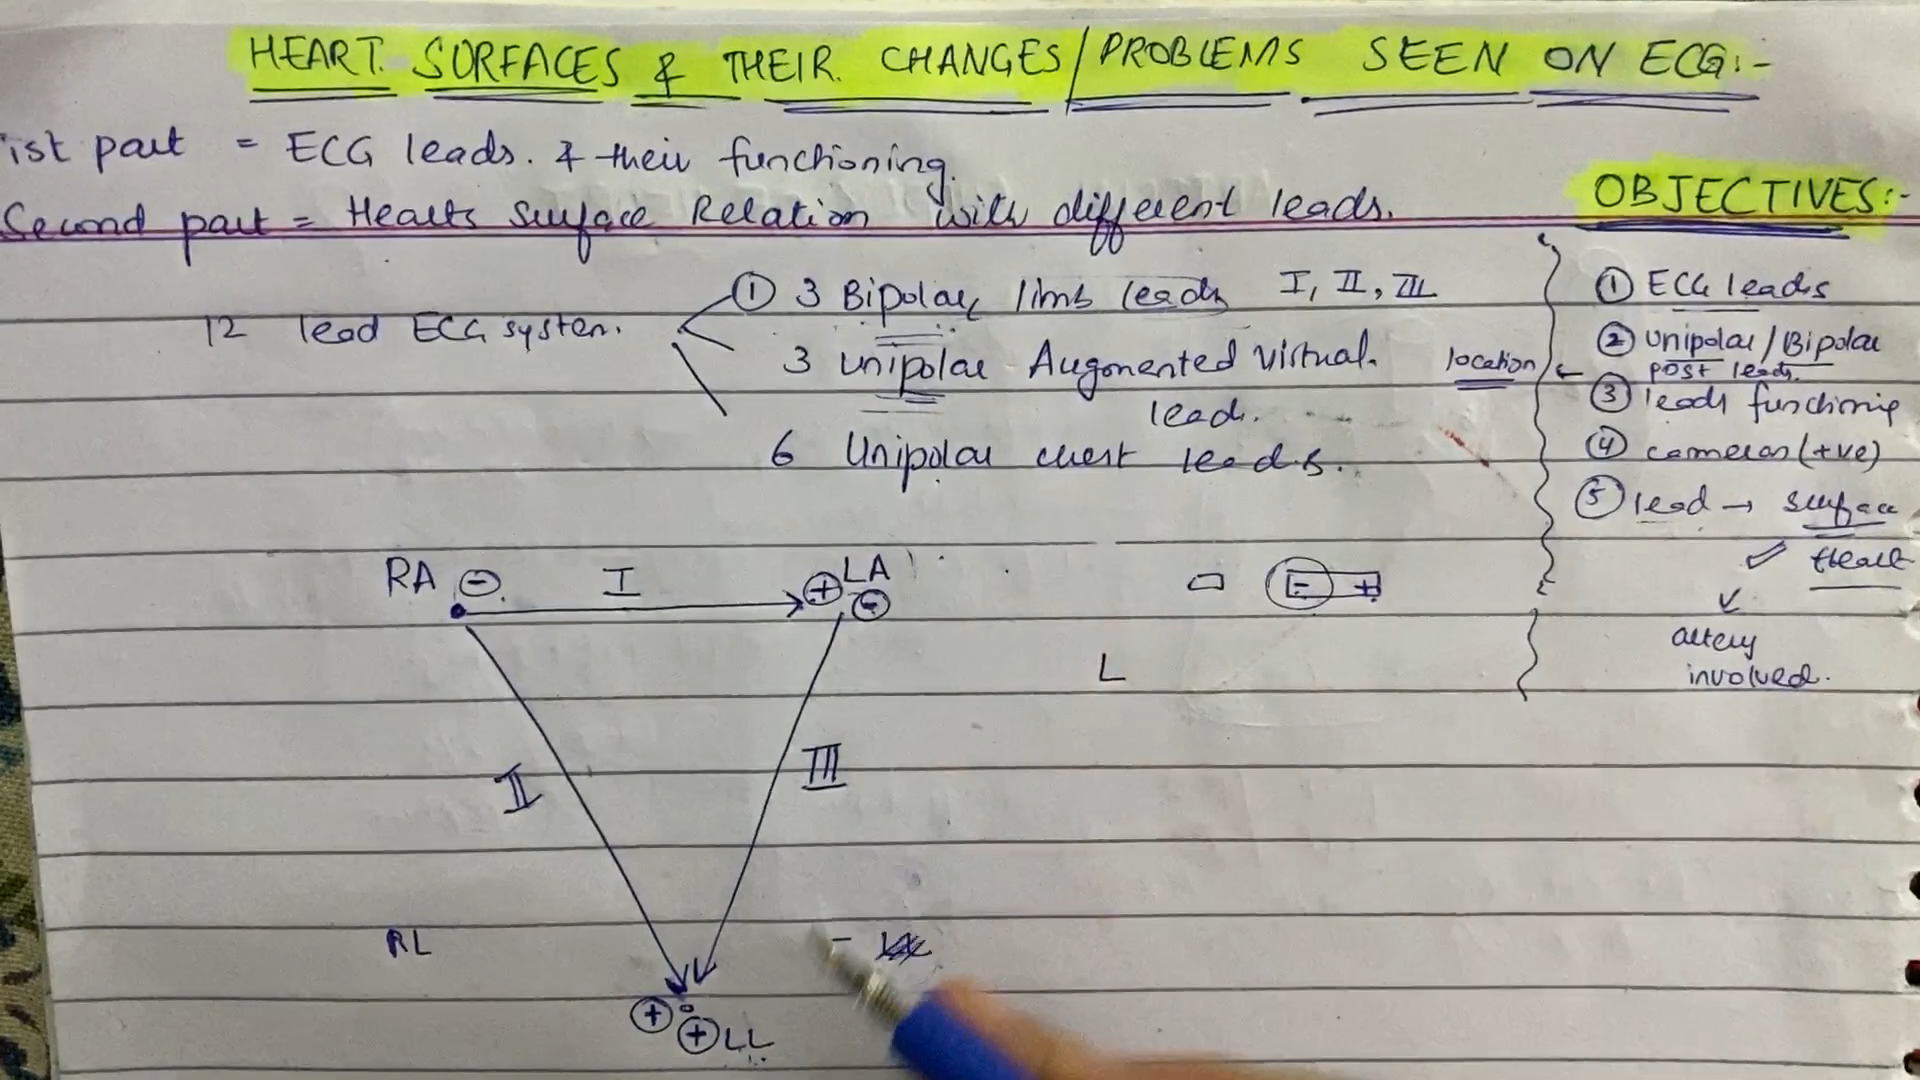 HEART SURFACES & THEIR CHANGES/PROBLEMS SEEN ON ECG:-
ist part = ECG leads. & their functioning.
Second part = Hearts Surface Relation with different leads.
12 lead ECG system.
① 3 Bipolar limb leads I, II, III
3 unipolar Augmented virtual
lead.
6 Unipolar chest leads.
location
OBJECTIVES:-
① ECG leads
② Unipolar/Bipolar
post leads.
③ leads functioning
④ cameras (+ve)
⑤ lead → surface
Heart
artery
involved.
RA ⊖ I ⊕ LA
⊖
- +
L
II III
RL -
⊕ ⊕ LL